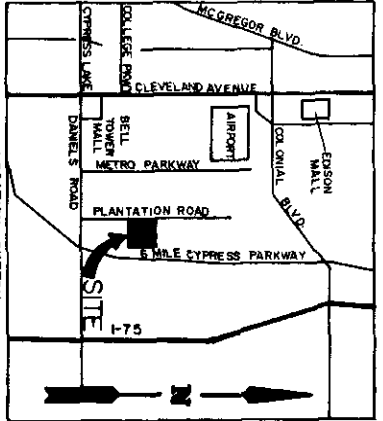 McGREGOR BLVD.
CYPRESS LAKE
COLLEGE PKWY
CLEVELAND AVENUE
DANIELS ROAD
BELL
TOWER
MALL
AIRPORT
COLONIAL BLVD.
EDISON
MALL
METRO PARKWAY
PLANTATION ROAD
6 MILE CYPRESS PARKWAY
SITE
I-75
N